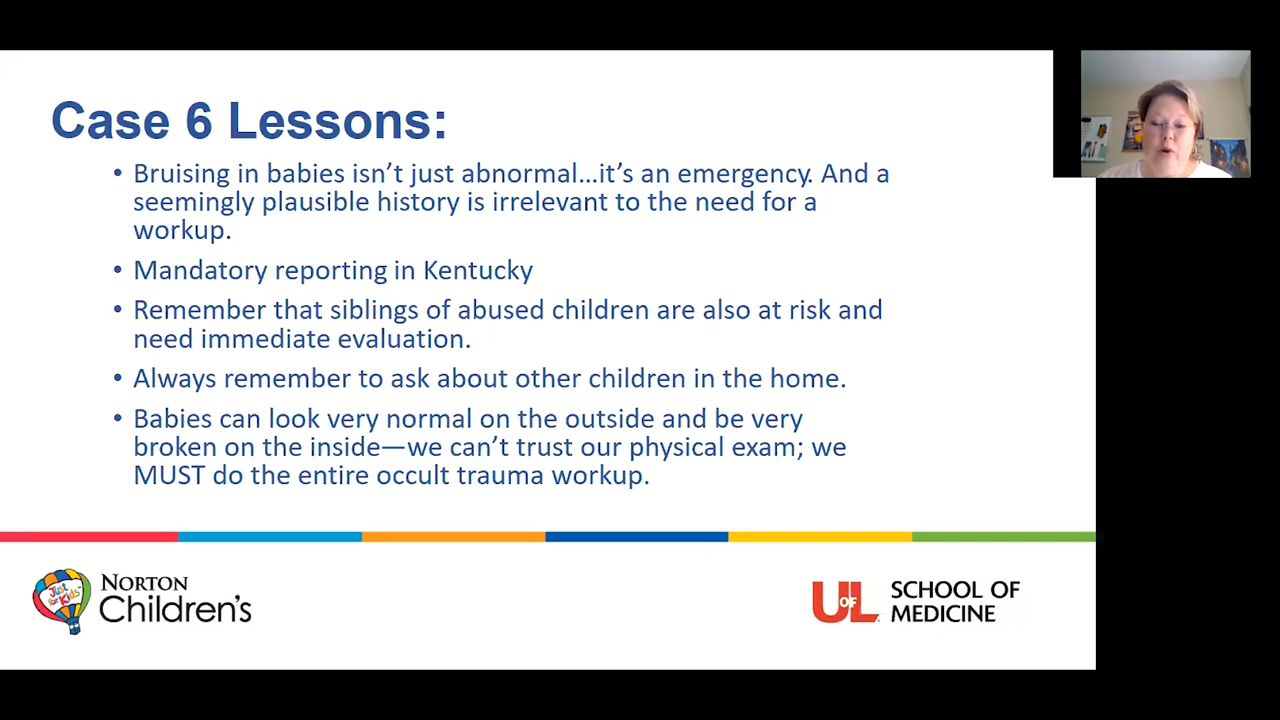 Case 6 Lessons:
• Bruising in babies isn’t just abnormal…it’s an emergency. And a
seemingly plausible history is irrelevant to the need for a
workup.
• Mandatory reporting in Kentucky
• Remember that siblings of abused children are also at risk and
need immediate evaluation.
• Always remember to ask about other children in the home.
• Babies can look very normal on the outside and be very
broken on the inside—we can’t trust our physical exam; we
MUST do the entire occult trauma workup.
Just
for Kids
NORTON
Children's
UofL
SCHOOL OF
MEDICINE